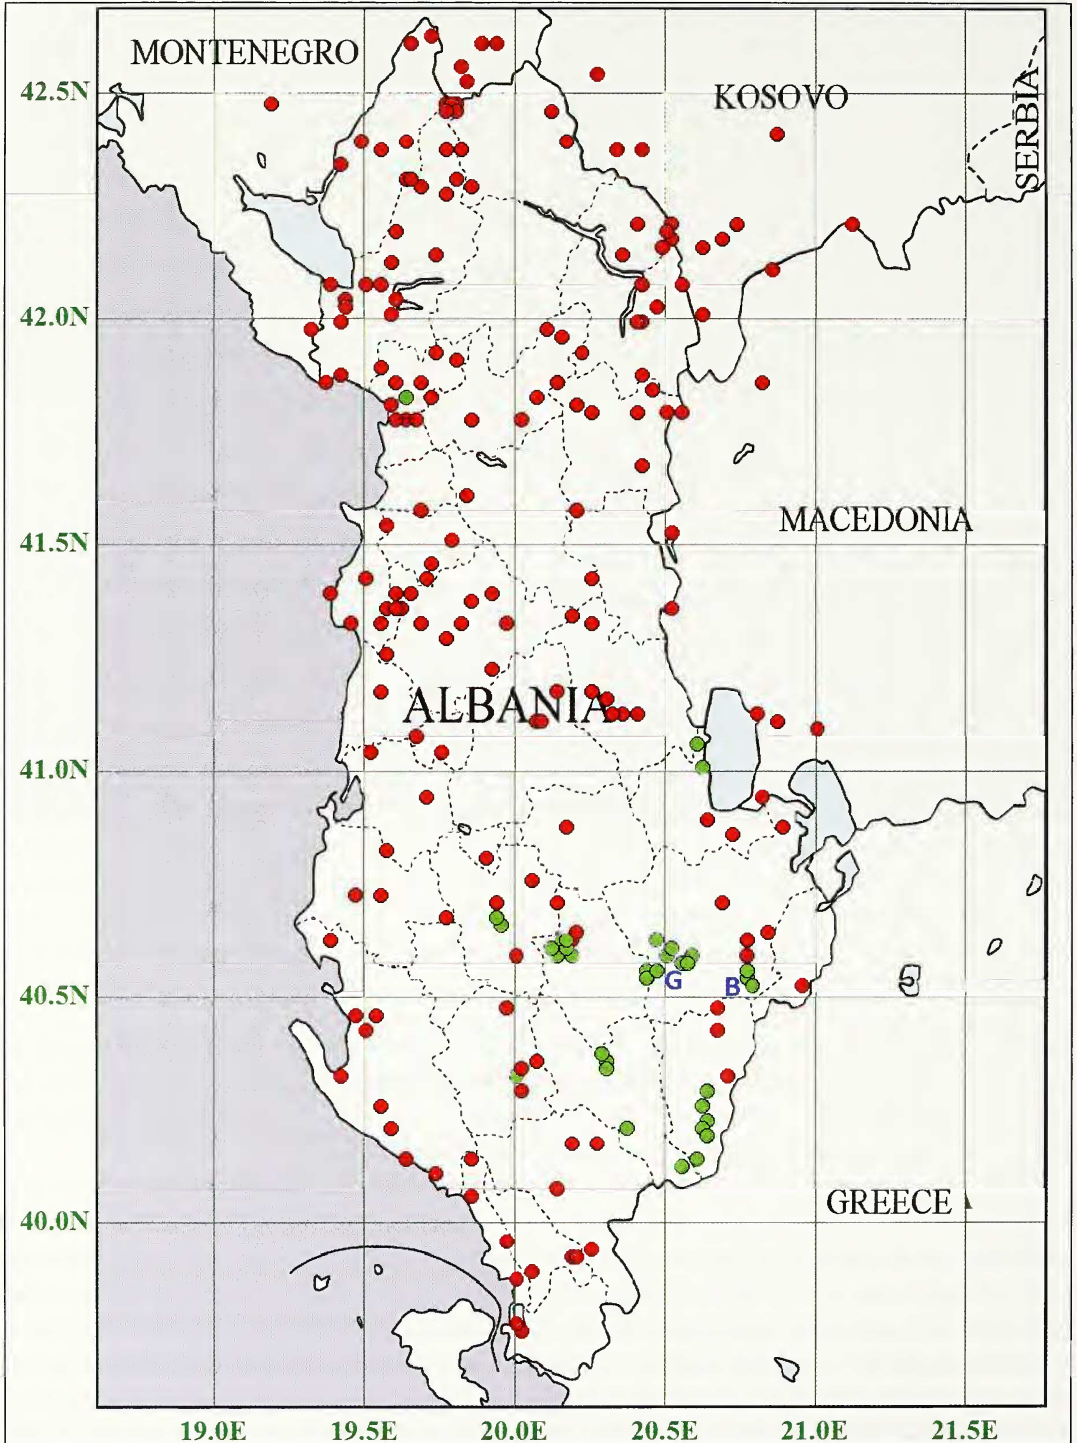 MONTENEGRO
42.5N
KOSOVO
SERBIA
42.0N
MACEDONIA
41.5N
ALBANIA
41.0N
G
B
40.5N
GREECE
40.0N
19.0E 19.5E 20.0E 20.5E 21.0E 21.5E